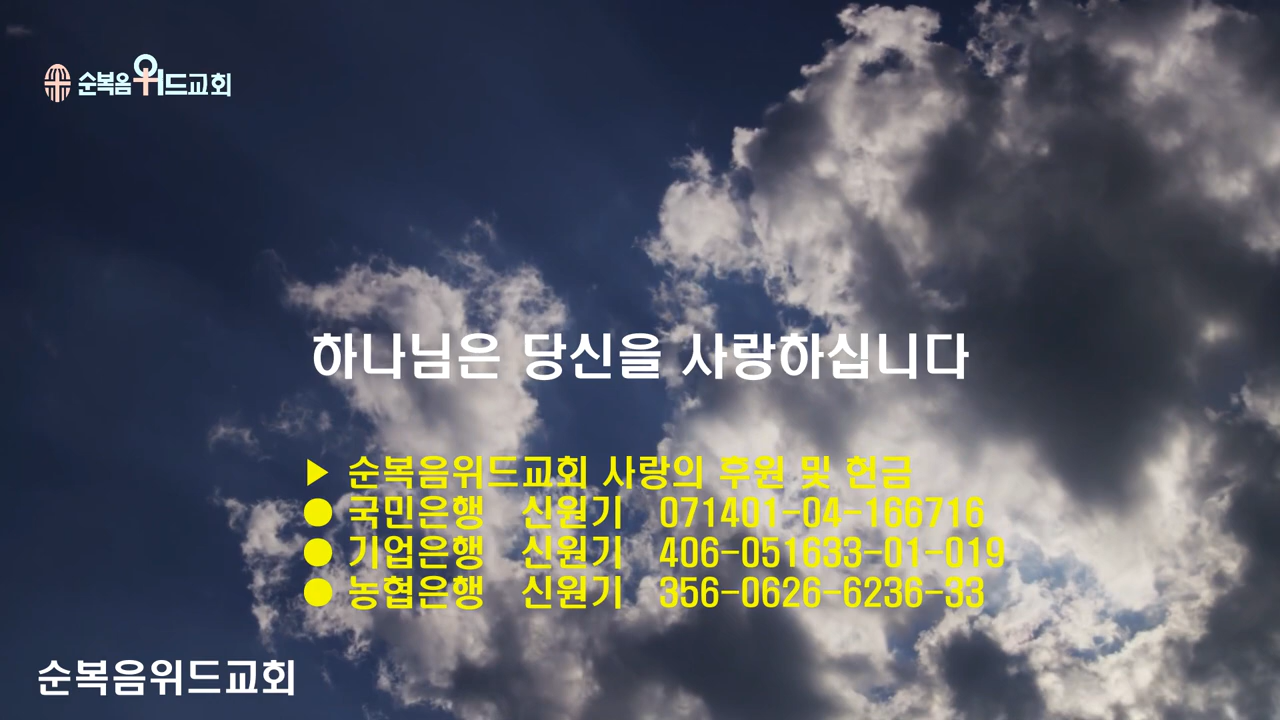 순복음위드교회
하나님은 당신을 사랑하십니다
▶ 순복음위드교회 사랑의 후원 및 헌금
● 국민은행 신원기 071401-04-166716
● 기업은행 신원기 406-051633-01-019
● 농협은행 신원기 356-0626-6236-33
순복음위드교회